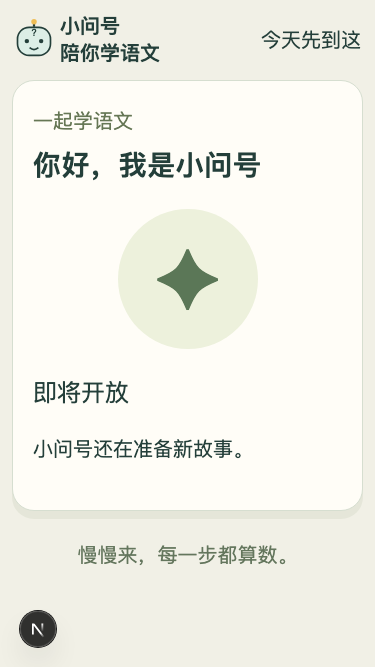 小问号
陪你学语文
今天先到这
一起学语文
你好，我是小问号
即将开放
小问号还在准备新故事。
慢慢来，每一步都算数。
N